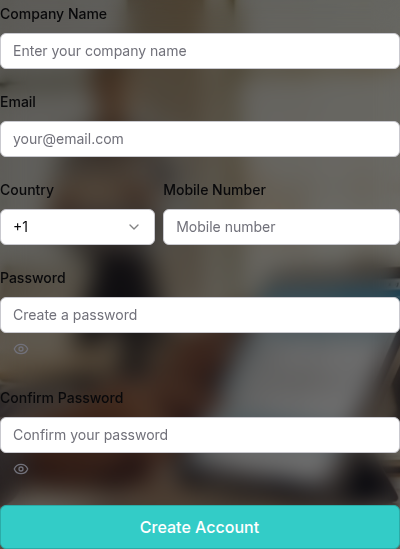 Company Name
Enter your company name
Email
your@email.com
Country Mobile Number
+1 Mobile number
Password
Create a password
Confirm Password
Confirm your password
Create Account